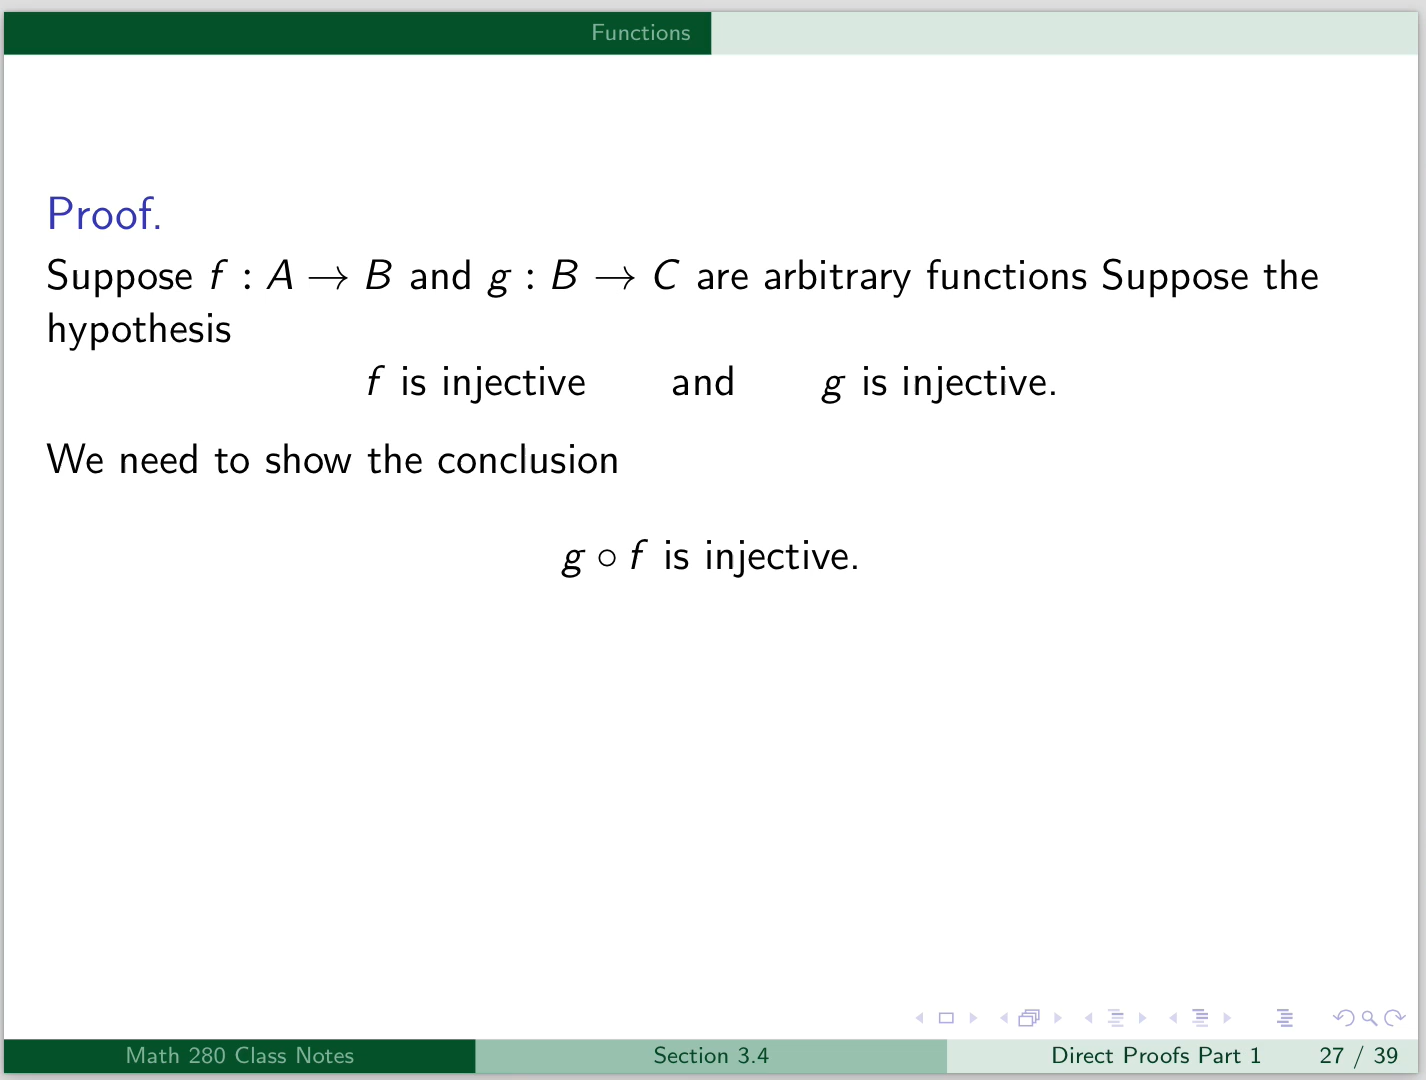 Functions
Proof.
Suppose f : A → B and g : B → C are arbitrary functions Suppose the
hypothesis
f is injective and g is injective.
We need to show the conclusion
g ∘ f is injective.
Math 280 Class Notes Section 3.4 Direct Proofs Part 1 27 / 39